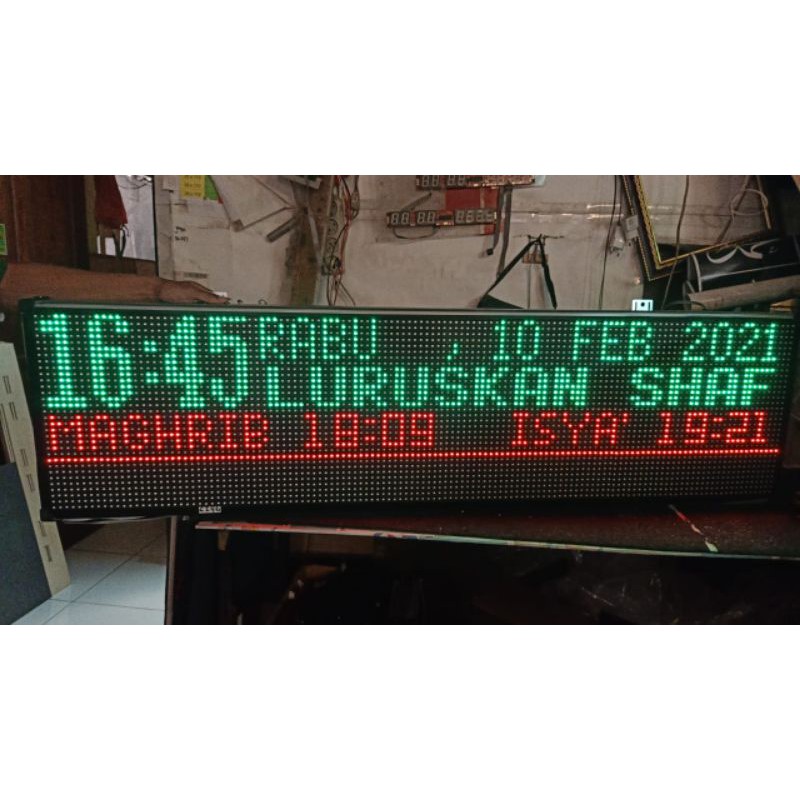 16:45 RABU , 10 FEB 2021
LURUSKAN SHAF
MAGHRIB 18:09 ISYA' 19:21